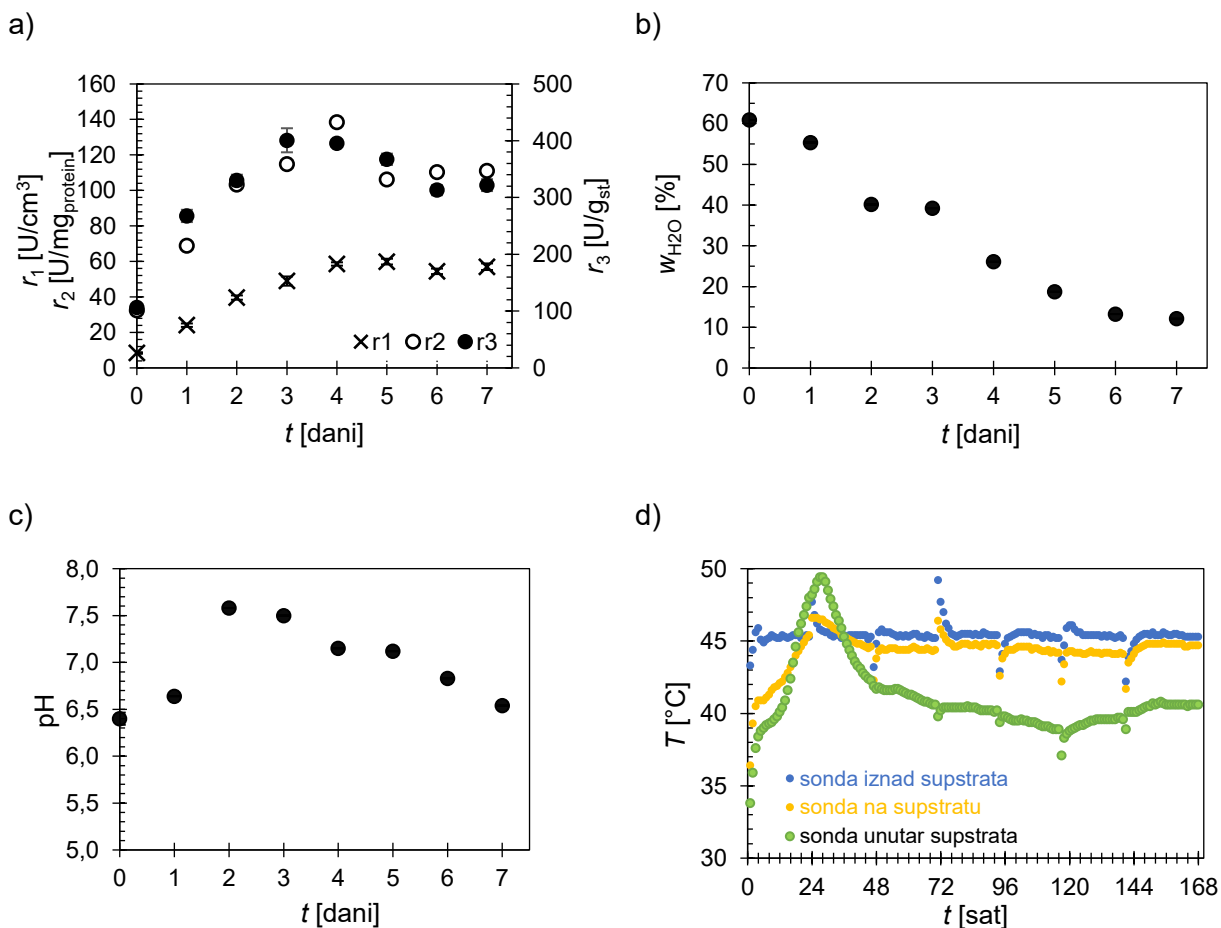 a)
160
140
120
100
80
60
40
20
0
r1 [U/cm3]
r2 [U/mgprotein]
500
400
300
200
100
0
r3 [U/gst]
r1 r2 r3
0 1 2 3 4 5 6 7
t [dani]
b)
70
60
50
40
30
20
10
0
wH2O [%]
0 1 2 3 4 5 6 7
t [dani]
c)
8,0
7,5
7,0
6,5
6,0
5,5
5,0
pH
0 1 2 3 4 5 6 7
t [dani]
d)
50
45
40
35
30
T [°C]
sonda iznad supstrata
sonda na supstratu
sonda unutar supstrata
0 24 48 72 96 120 144 168
t [sat]